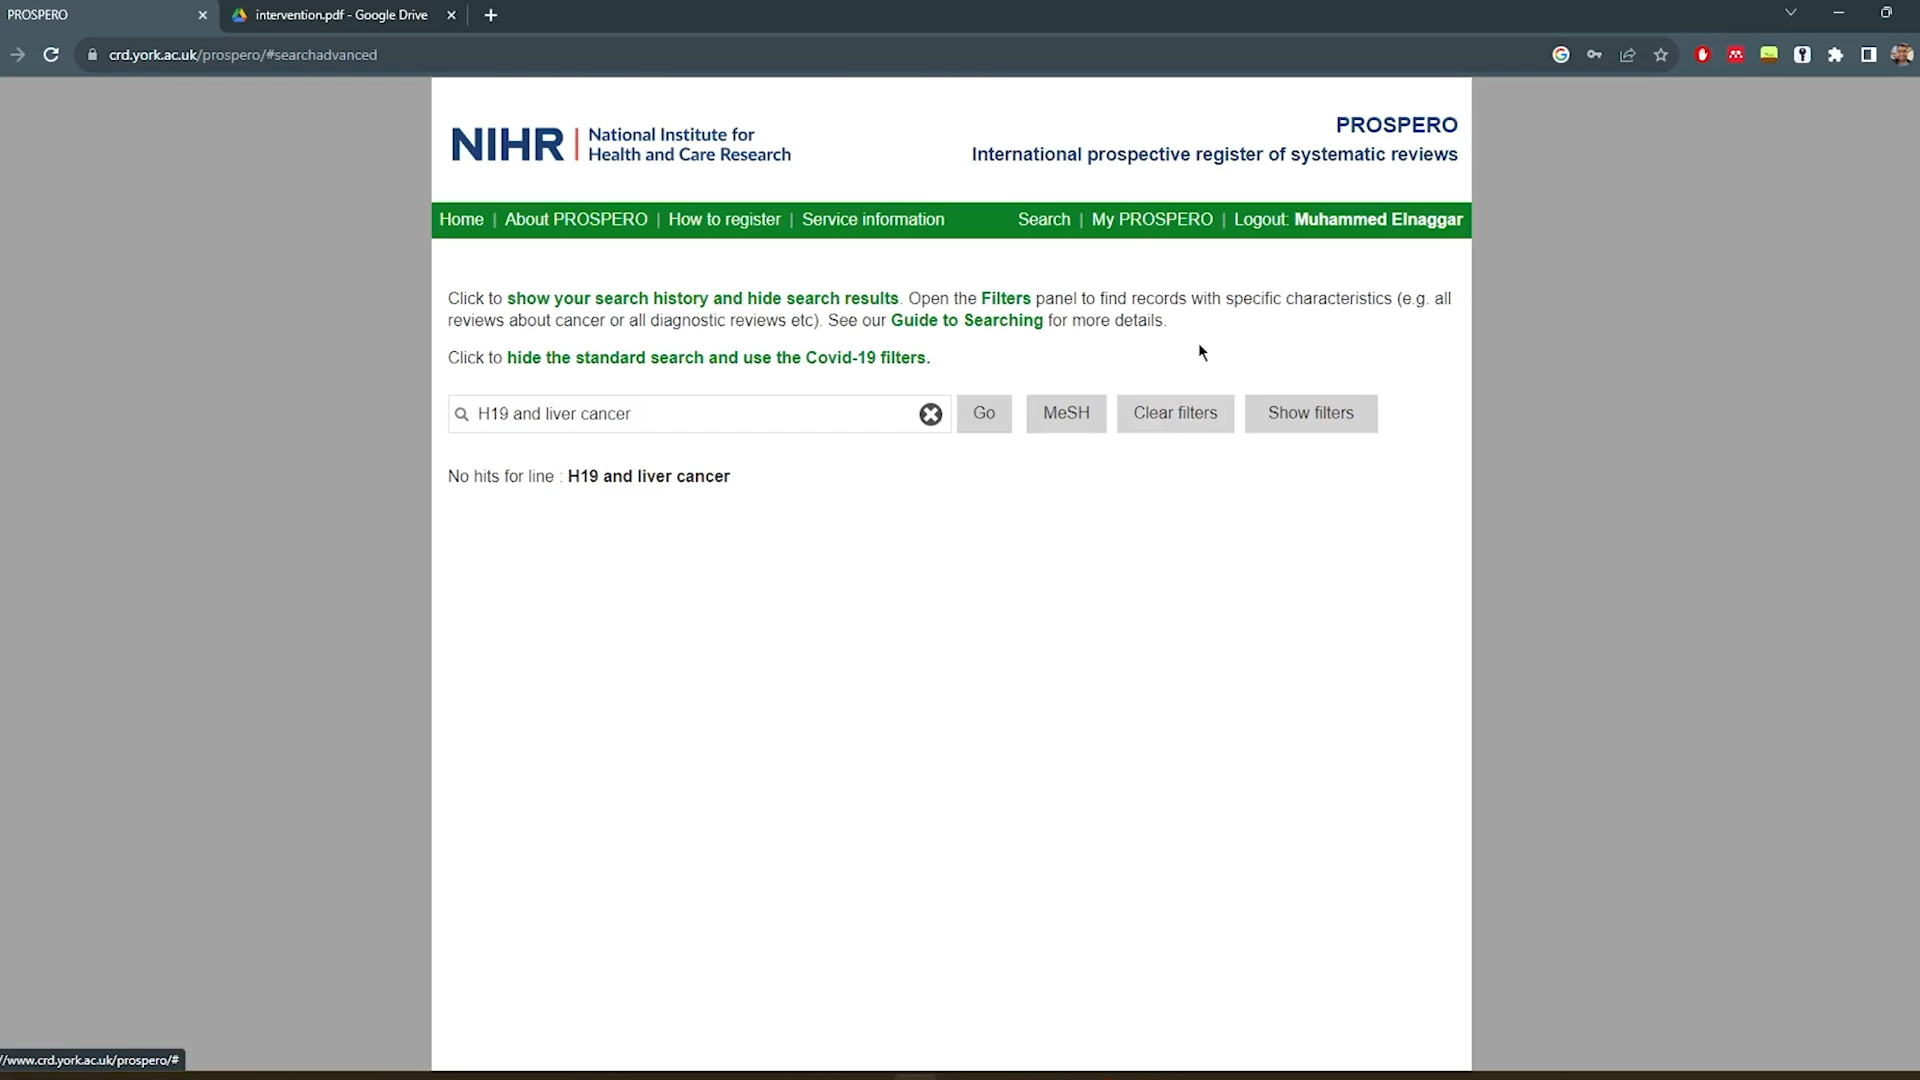 PROSPERO
intervention.pdf - Google Drive
crd.york.ac.uk/prospero/#searchadvanced
NIHR | National Institute for
Health and Care Research
PROSPERO
International prospective register of systematic reviews
Home | About PROSPERO | How to register | Service information
Search | My PROSPERO | Logout: Muhammed Elnaggar
Click to show your search history and hide search results. Open the Filters panel to find records with specific characteristics (e.g. all
reviews about cancer or all diagnostic reviews etc). See our Guide to Searching for more details.
Click to hide the standard search and use the Covid-19 filters.
H19 and liver cancer
Go
MeSH
Clear filters
Show filters
No hits for line : H19 and liver cancer
//www.crd.york.ac.uk/prospero/#